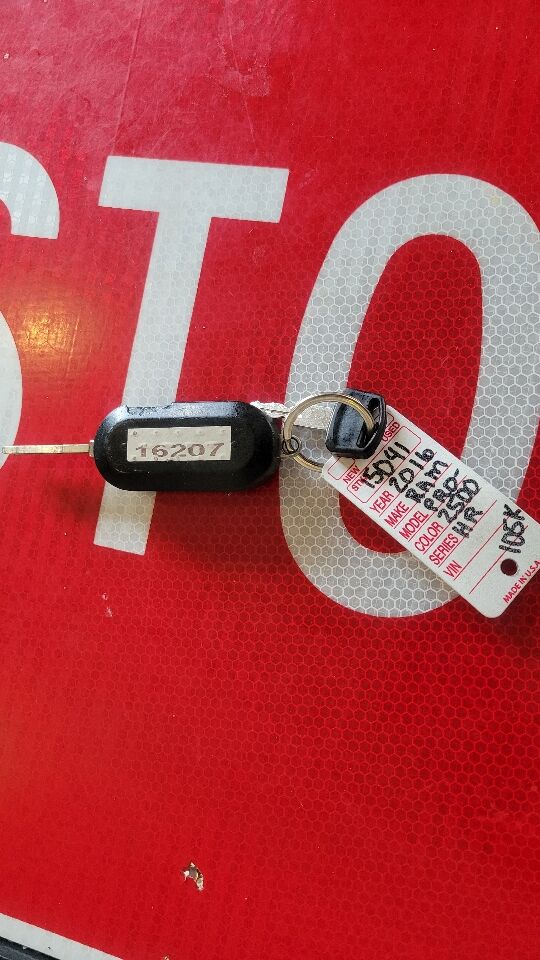 STO
16207
NEW USED
STK 15041
YEAR 2016
MAKE RAM
MODEL PRO-
COLOR 2500
SERIES HR
VIN 105K
MADE IN U.S.A